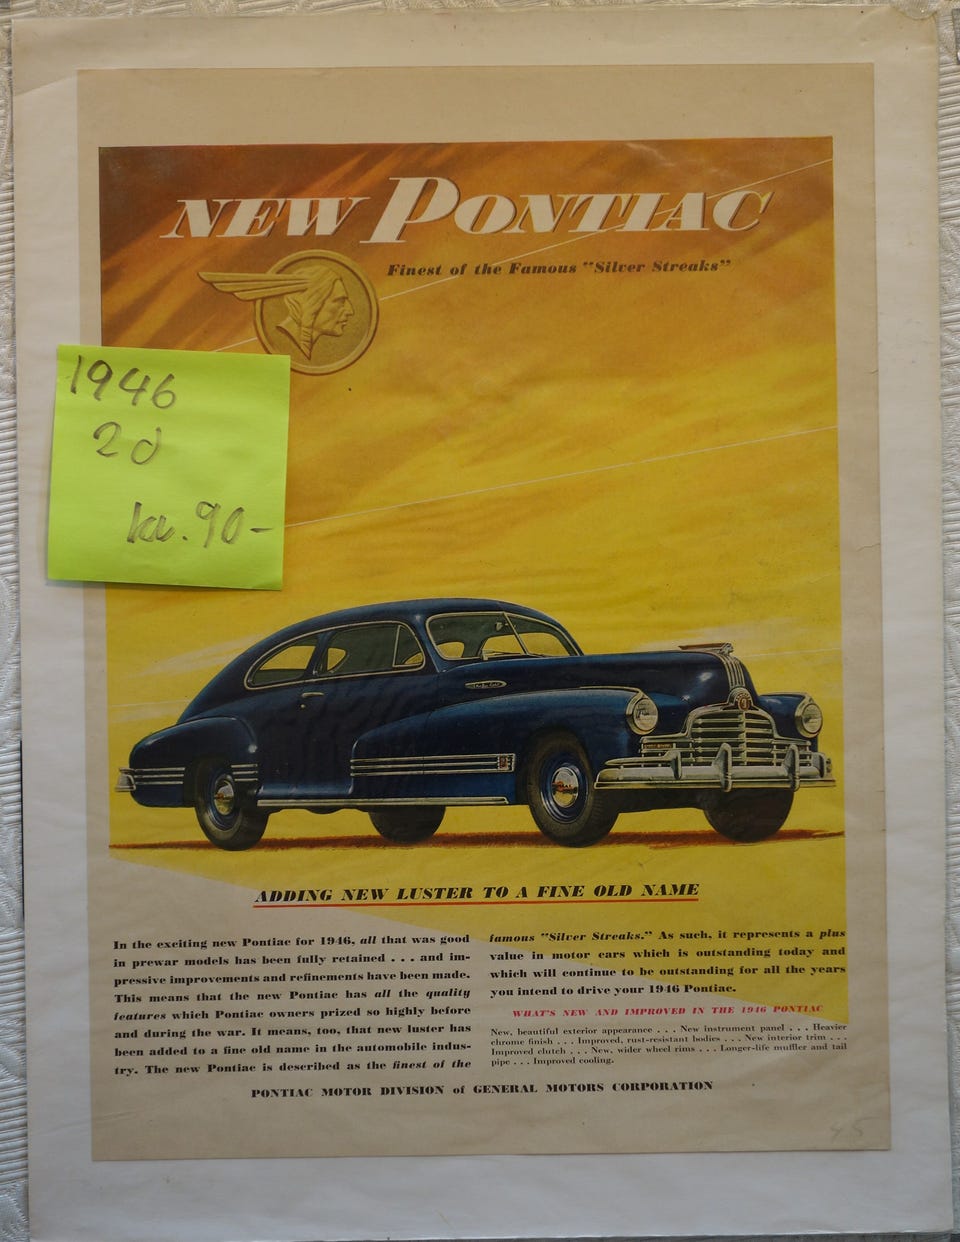 NEW PONTIAC
Finest of the Famous "Silver Streaks"
1946
2d
kr. 90-
ADDING NEW LUSTER TO A FINE OLD NAME
In the exciting new Pontiac for 1946, all that was good
in prewar models has been fully retained . . . and im-
pressive improvements and refinements have been made.
This means that the new Pontiac has all the quality
features which Pontiac owners prized so highly before
and during the war. It means, too, that new luster has
been added to a fine old name in the automobile indus-
try. The new Pontiac is described as the finest of the
famous "Silver Streaks." As such, it represents a plus
value in motor cars which is outstanding today and
which will continue to be outstanding for all the years
you intend to drive your 1946 Pontiac.
WHAT'S NEW AND IMPROVED IN THE 1946 PONTIAC
New, beautiful exterior appearance . . . New instrument panel . . . Heavier
chrome finish . . . Improved, rust-resistant bodies . . . New interior trim . . .
Improved clutch . . . New, wider wheel rims . . . Longer-life muffler and tail
pipe . . . Improved cooling.
PONTIAC MOTOR DIVISION of GENERAL MOTORS CORPORATION
45